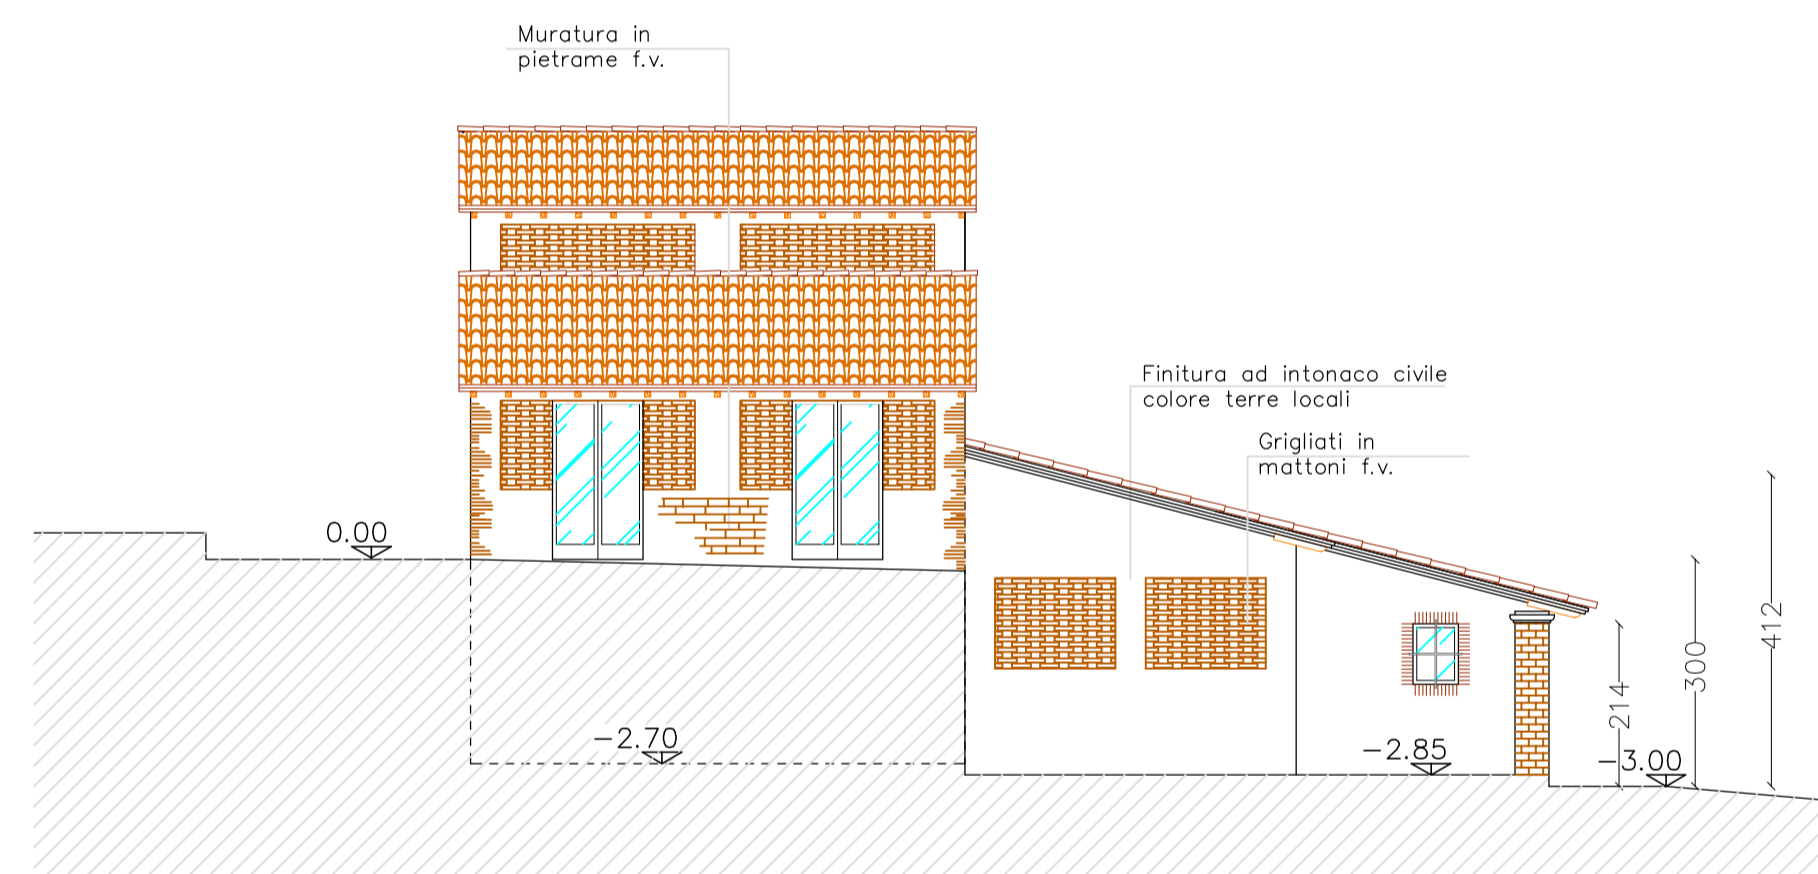 Muratura in
pietrame f.v.
Finitura ad intonaco civile
colore terre locali
Grigliati in
mattoni f.v.
0.00
-2.70
-2.85
-3.00
214
300
412